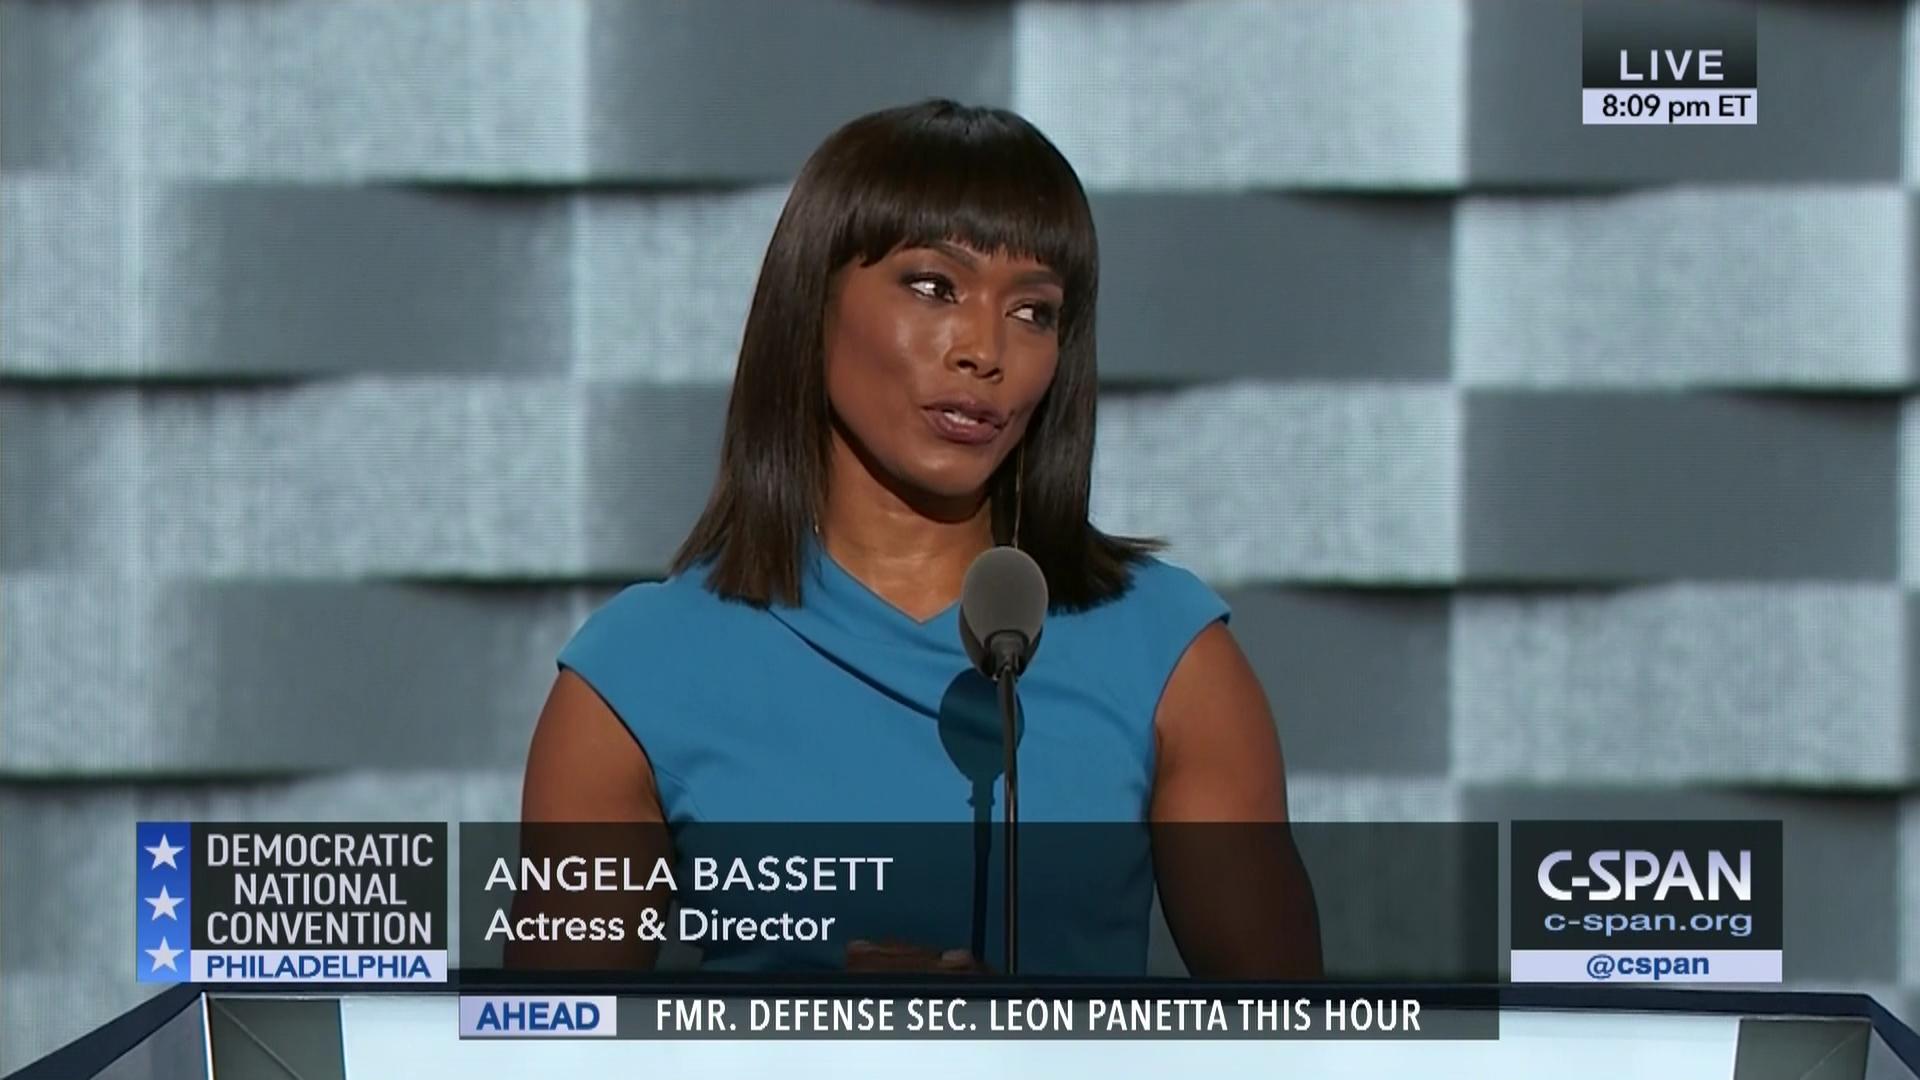 LIVE
8:09 pm ET
DEMOCRATIC
NATIONAL
CONVENTION
PHILADELPHIA
ANGELA BASSETT
Actress & Director
C-SPAN
c-span.org
@cspan
AHEAD FMR. DEFENSE SEC. LEON PANETTA THIS HOUR